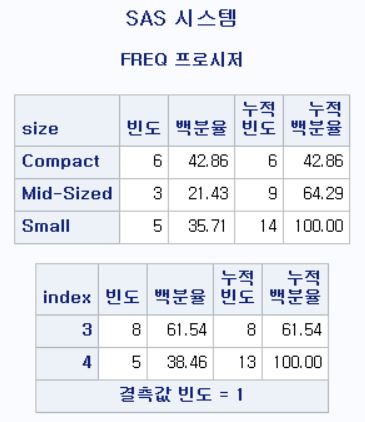 SAS 시스템
FREQ 프로시저
size 빈도 백분율 누적 빈도 누적 백분율
Compact 6 42.86 6 42.86
Mid-Sized 3 21.43 9 64.29
Small 5 35.71 14 100.00
index 빈도 백분율 누적 빈도 누적 백분율
3 8 61.54 8 61.54
4 5 38.46 13 100.00
결측값 빈도 = 1